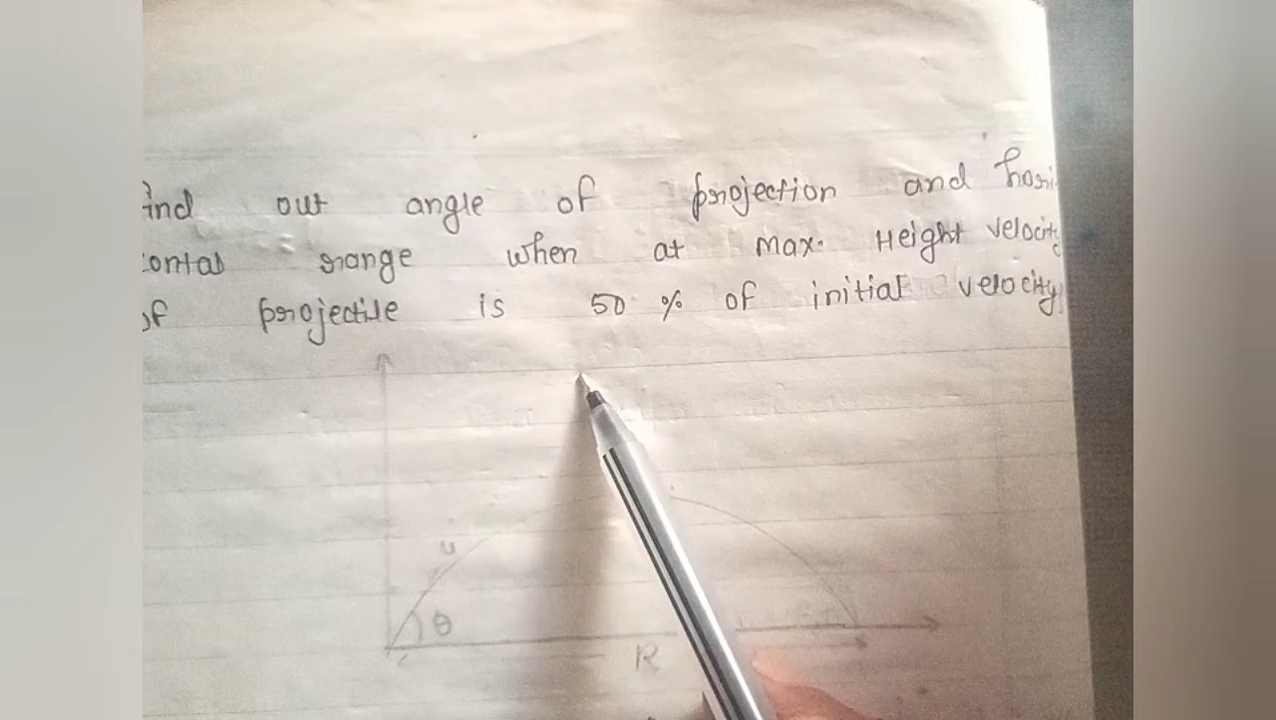 ind out angle of projection and hori
ontal range when at max. Height velocity
of projectile is 50 % of initial velocity
u
θ
R